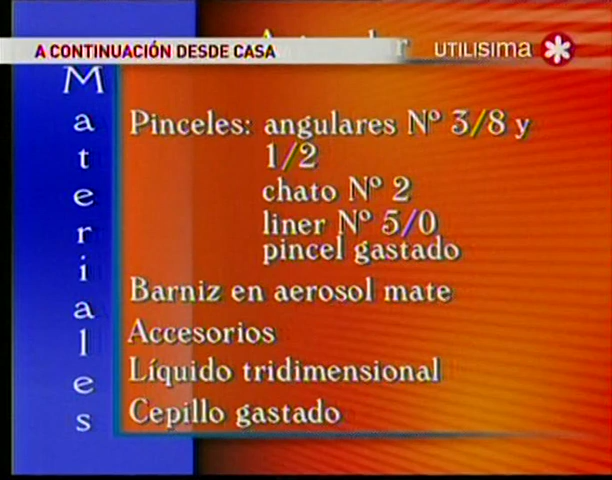 A CONTINUACIÓN DESDE CASA
UTILISIMA
Materiales
Pinceles: angulares Nº 3/8 y
1/2
chato Nº 2
liner Nº 5/0
pincel gastado
Barniz en aerosol mate
Accesorios
Líquido tridimensional
Cepillo gastado